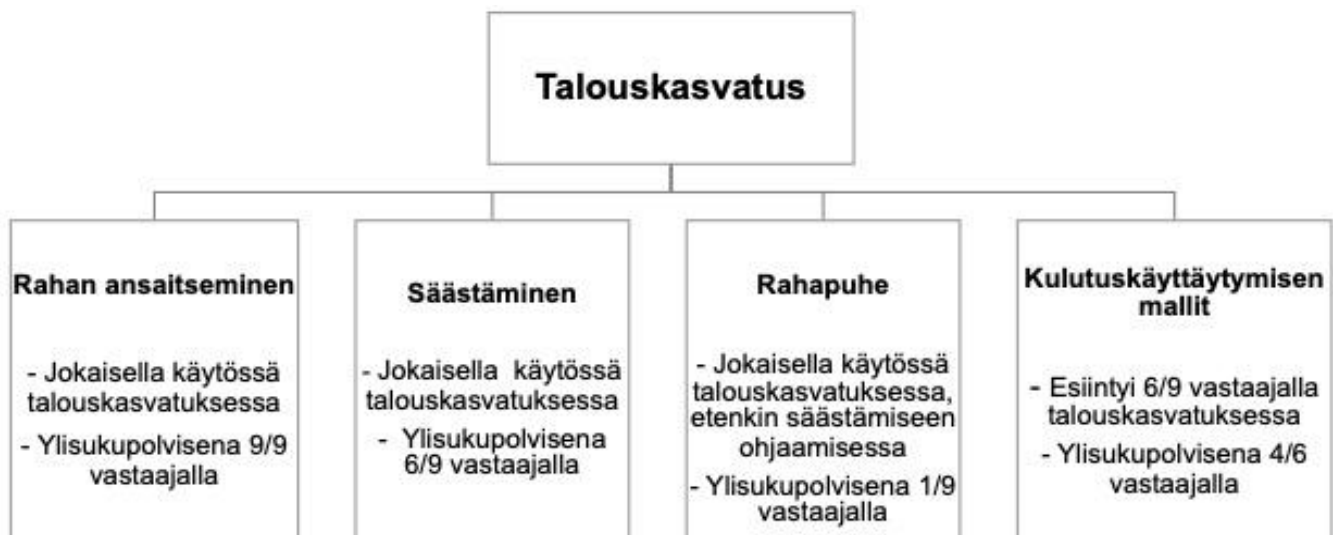 Talouskasvatus
Rahan ansaitseminen
- Jokaisella käytössä
talouskasvatuksessa
- Ylisukupolvisena 9/9
vastaajalla
Säästäminen
- Jokaisella käytössä
talouskasvatuksessa
- Ylisukupolvisena
6/9 vastaajalla
Rahapuhe
- Jokaisella käytössä
talouskasvatuksessa,
etenkin säästämiseen
ohjaamisessa
- Ylisukupolvisena 1/9
vastaajalla
Kulutuskäyttäytymisen
mallit
- Esiintyi 6/9 vastaajalla
talouskasvatuksessa
- Ylisukupolvisena 4/6
vastaajalla